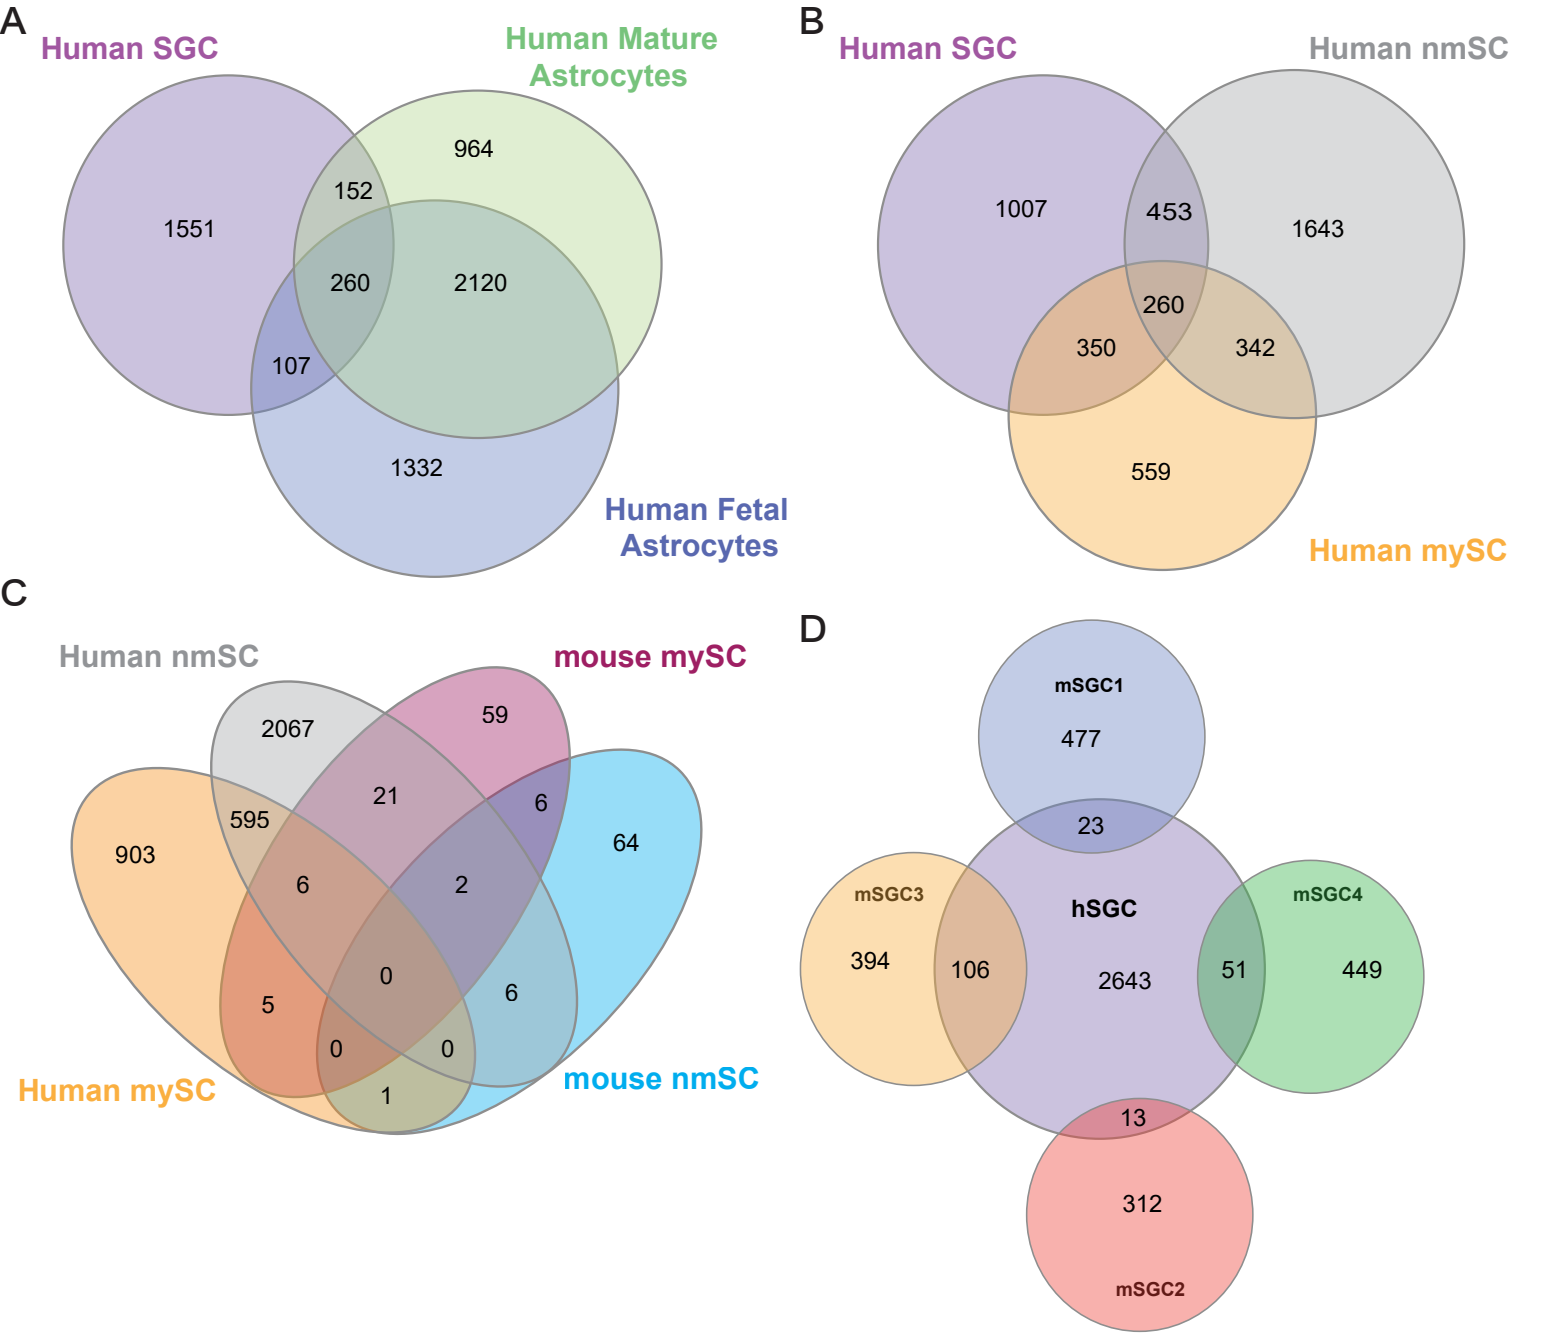 A
Human SGC
Human Mature
Astrocytes
964
152
1551
260
2120
107
1332
Human Fetal
Astrocytes
B
Human SGC
Human nmSC
1007
453
1643
260
350
342
559
Human mySC
C
Human nmSC
mouse mySC
2067
59
21
6
595
64
903
6
2
0
6
5
0
0
1
Human mySC
mouse nmSC
D
mSGC1
477
23
mSGC3
hSGC
mSGC4
394
106
2643
51
449
13
312
mSGC2